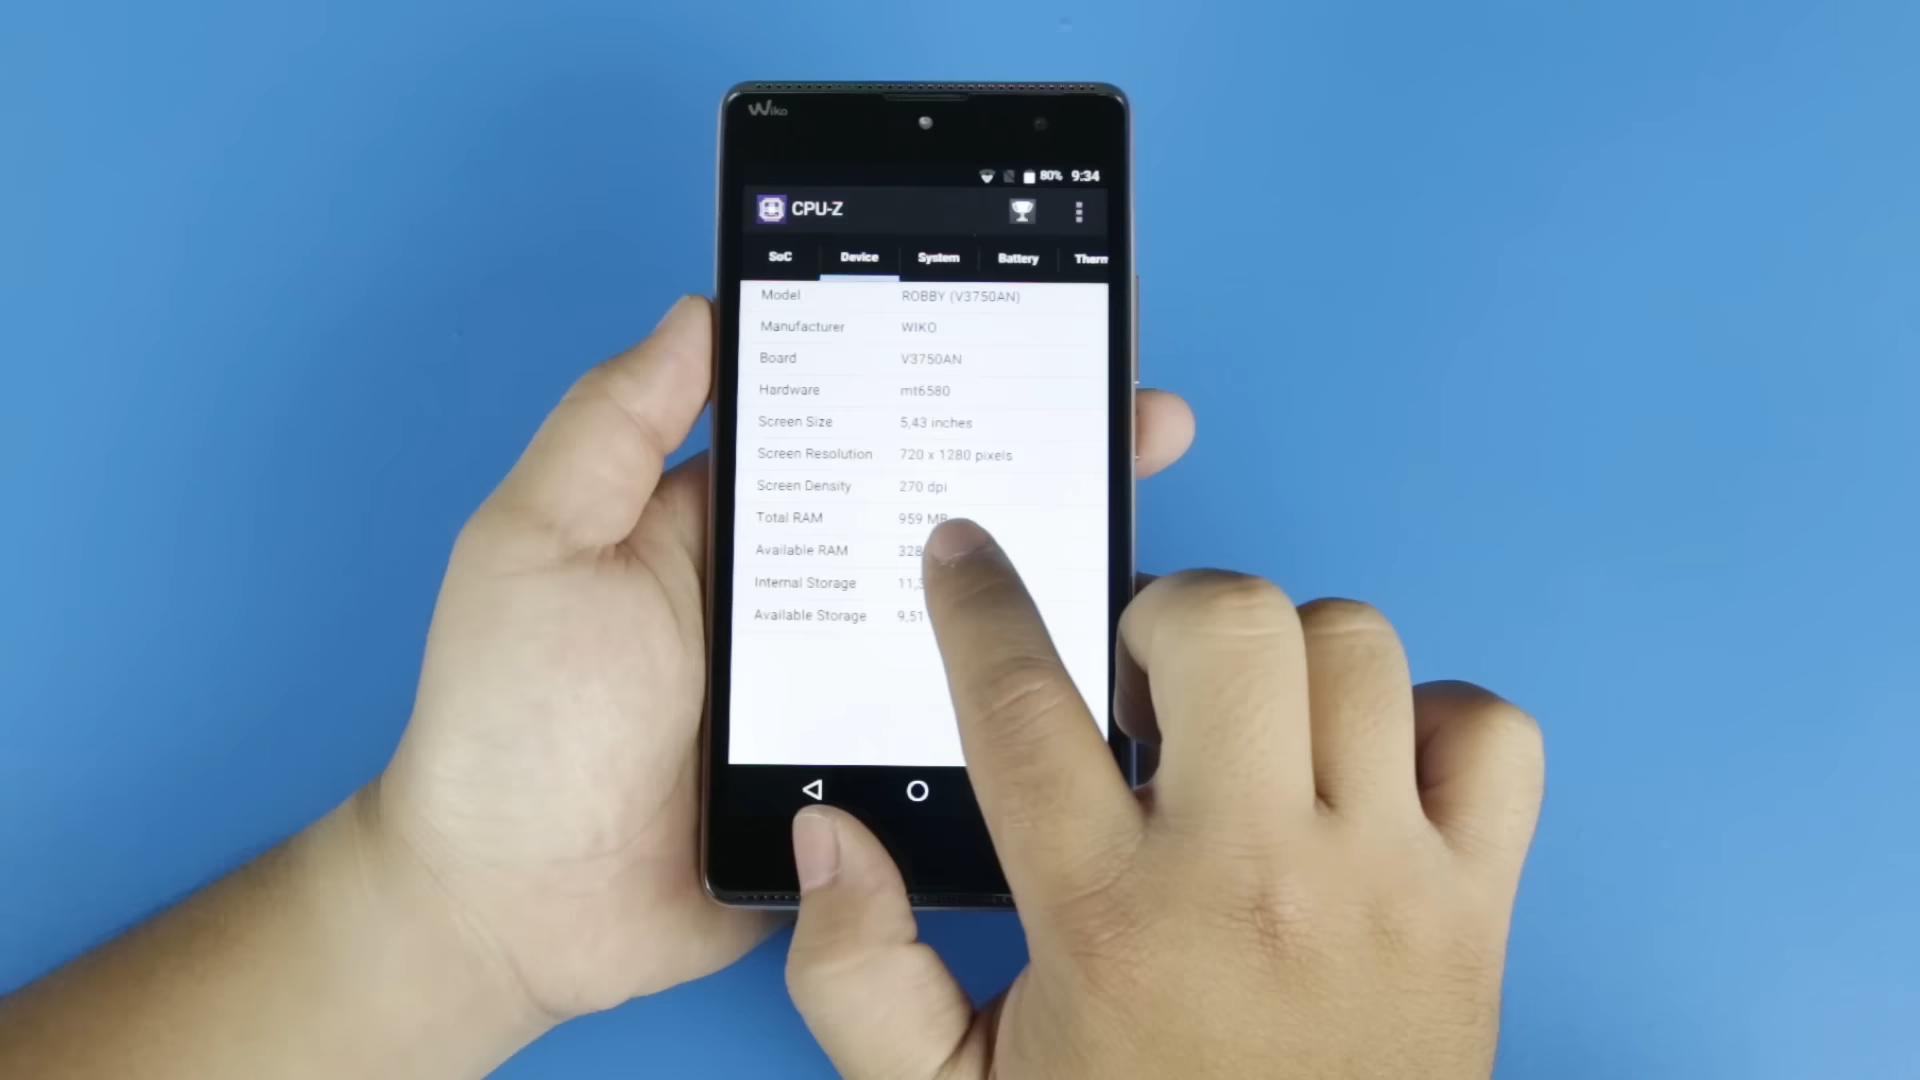 Wiko
80% 9:34
CPU-Z
SoC Device System Battery Therm
Model ROBBY (V3750AN)
Manufacturer WIKO
Board V3750AN
Hardware mt6580
Screen Size 5,43 inches
Screen Resolution 720 x 1280 pixels
Screen Density 270 dpi
Total RAM 959 MB
Available RAM 328
Internal Storage 11,3
Available Storage 9,51